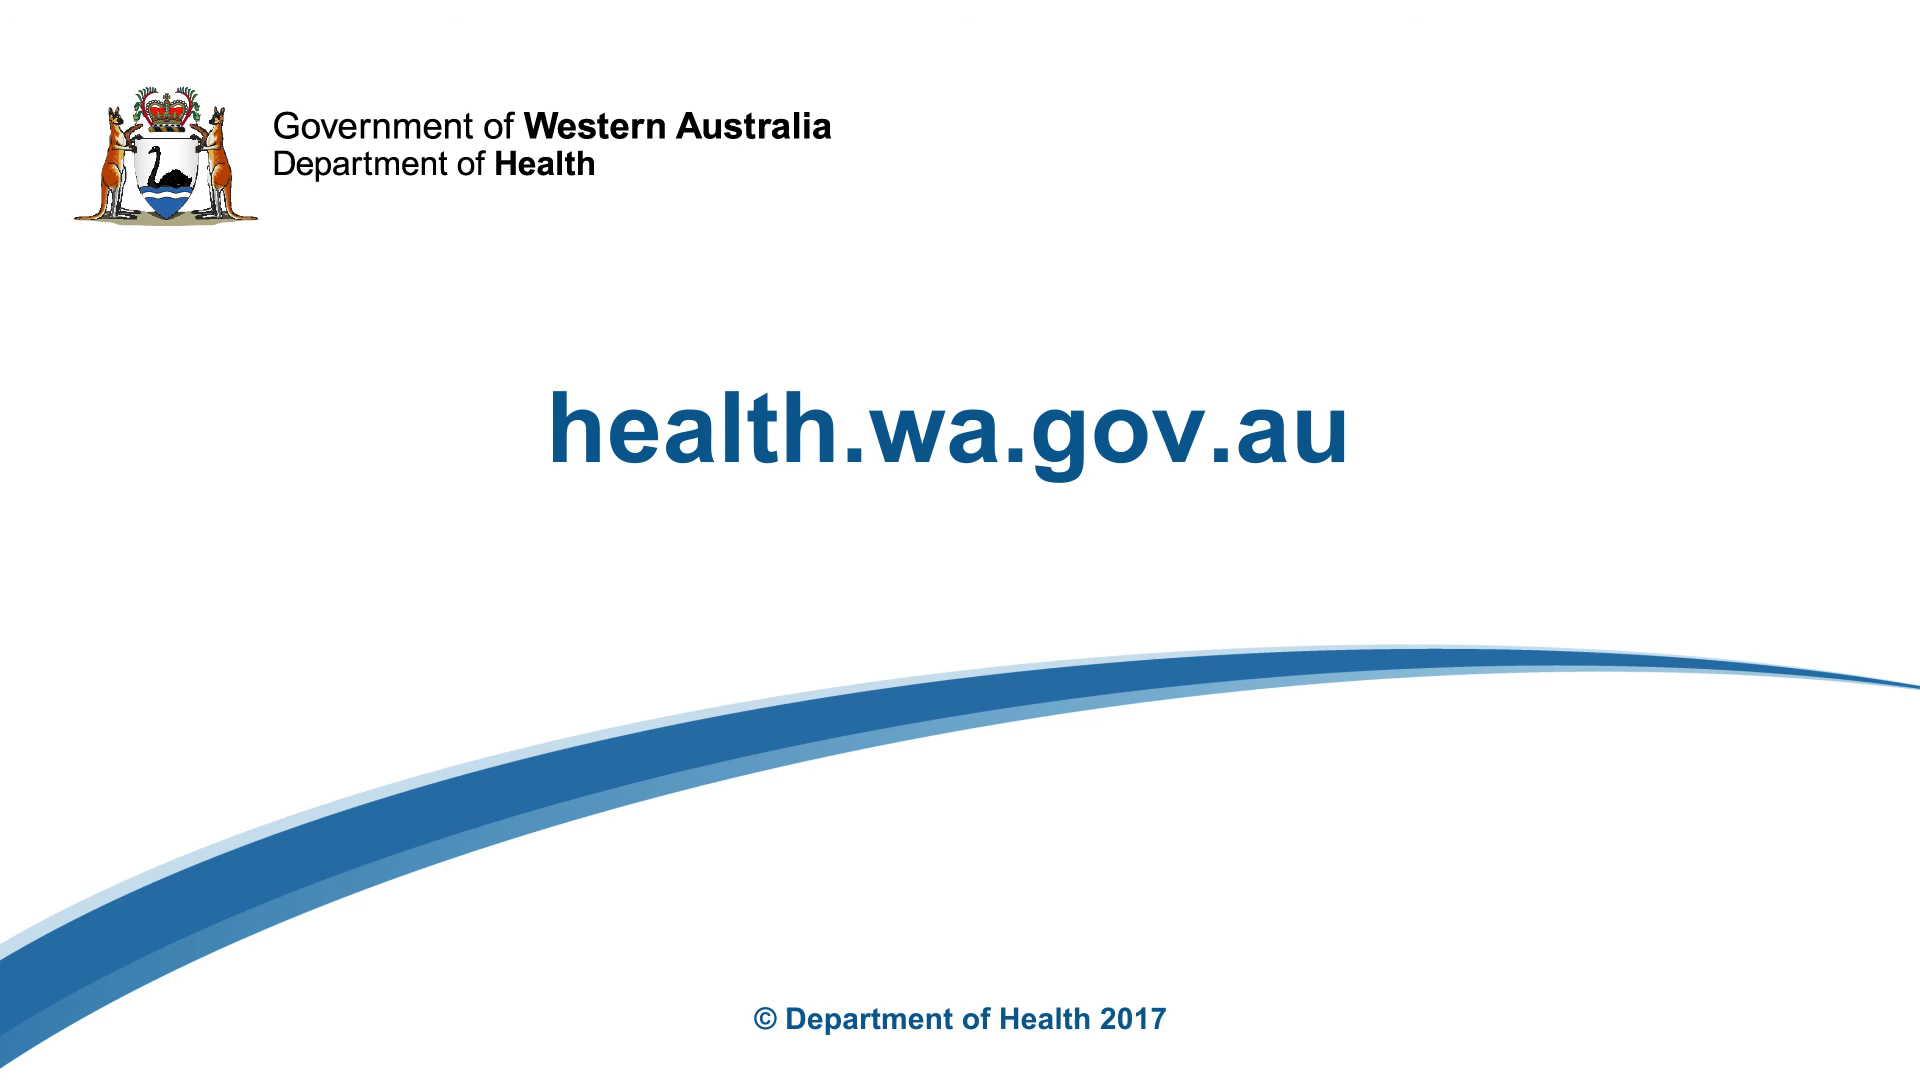 Government of Western Australia
Department of Health
health.wa.gov.au
© Department of Health 2017